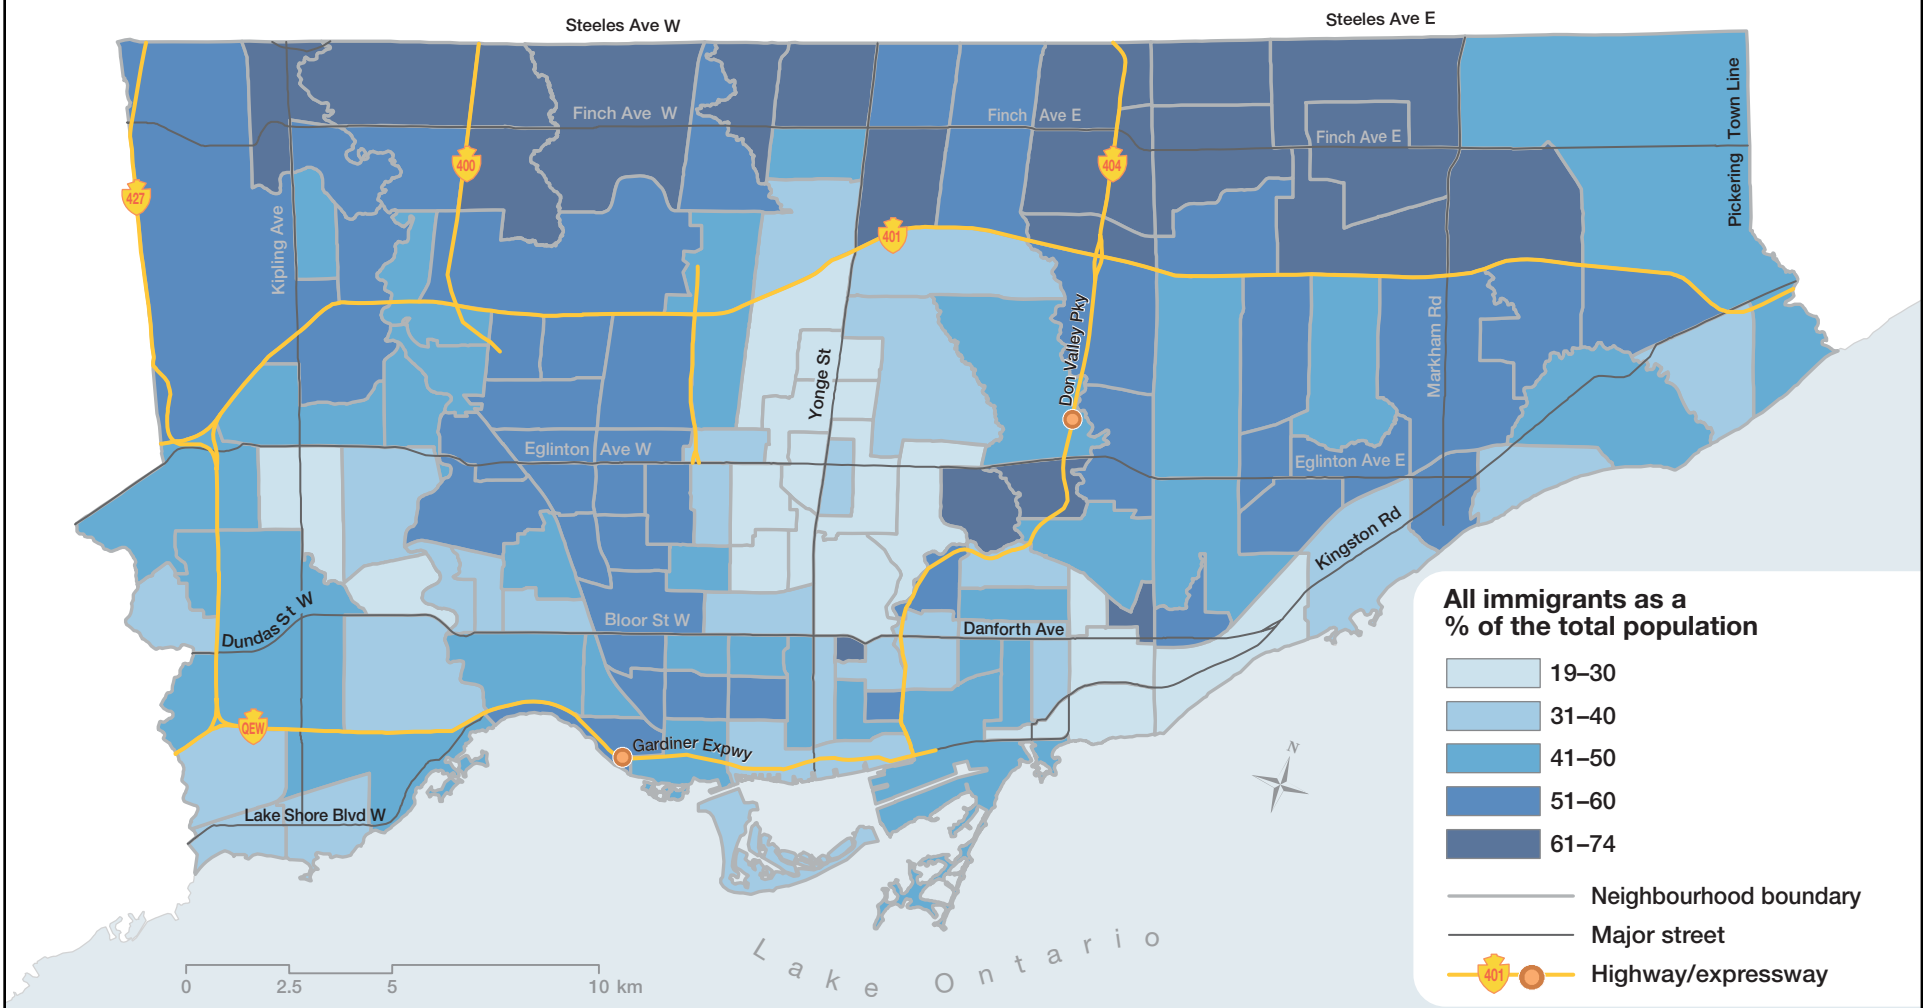 Steeles Ave W
Steeles Ave E
Finch Ave W
Finch Ave E
Finch Ave E
Pickering Town Line
427
400
404
401
Kipling Ave
Yonge St
Don Valley Pky
Markham Rd
Eglinton Ave W
Eglinton Ave E
Kingston Rd
Dundas St W
Bloor St W
Danforth Ave
QEW
Gardiner Expwy
Lake Shore Blvd W
N
Lake Ontario
0 2.5 5 10 km
All immigrants as a
% of the total population
19–30
31–40
41–50
51–60
61–74
Neighbourhood boundary
Major street
401 Highway/expressway